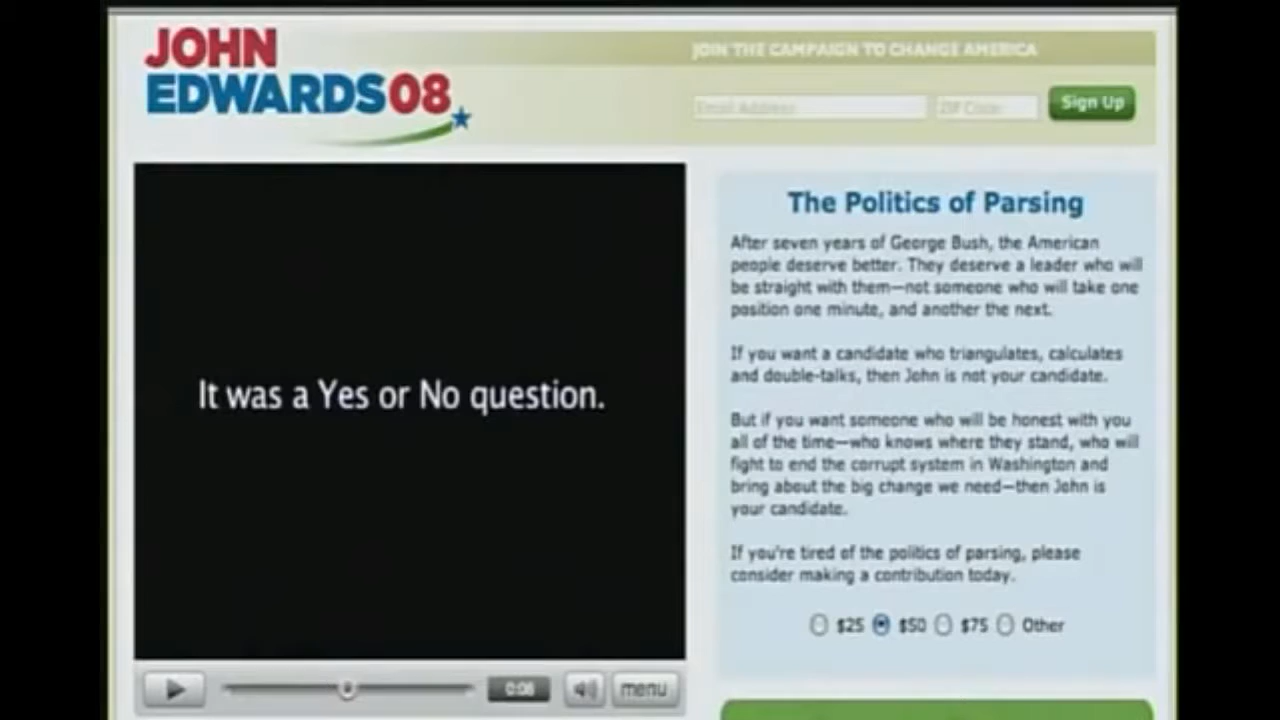 JOHN
EDWARDS08
JOIN THE CAMPAIGN TO CHANGE AMERICA
Email Address
Zip Code
Sign Up
It was a Yes or No question.
0:06
menu
The Politics of Parsing
After seven years of George Bush, the American
people deserve better. They deserve a leader who will
be straight with them—not someone who will take one
position one minute, and another the next.
If you want a candidate who triangulates, calculates
and double-talks, then John is not your candidate.
But if you want someone who will be honest with you
all of the time—who knows where they stand, who will
fight to end the corrupt system in Washington and
bring about the big change we need—then John is
your candidate.
If you're tired of the politics of parsing, please
consider making a contribution today.
$25 $50 $75 Other